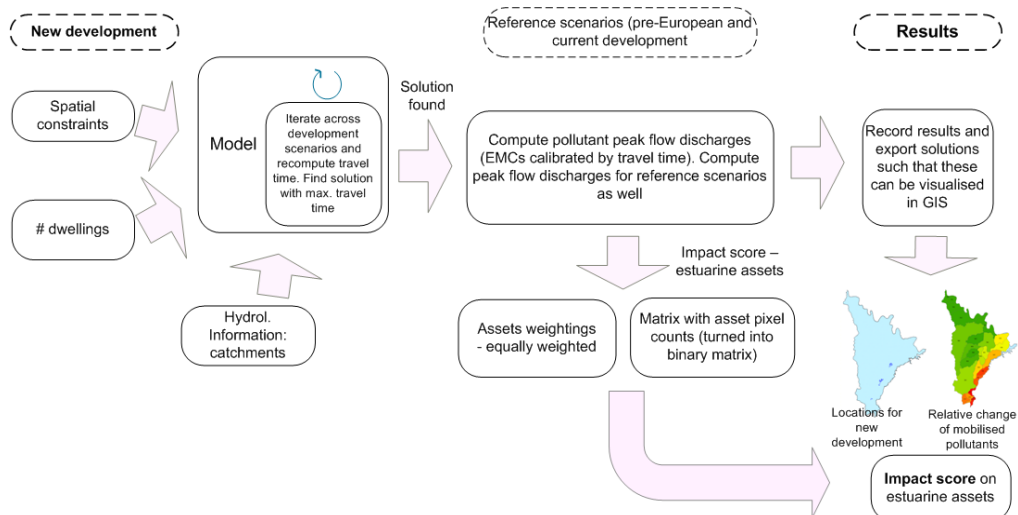 New development
Reference scenarios (pre-European and
current development
Results
Spatial
constraints
# dwellings
Model
Iterate across
development
scenarios and
recompute travel
time. Find solution
with max. travel
time
Hydrol.
Information:
catchments
Solution
found
Compute pollutant peak flow discharges
(EMCs calibrated by travel time). Compute
peak flow discharges for reference scenarios
as well
Record results and
export solutions
such that these
can be visualised
in GIS
Impact score –
estuarine assets
Assets weightings
- equally weighted
Matrix with asset pixel
counts (turned into
binary matrix)
Locations for
new
development
Relative change
of mobilised
pollutants
Impact score on
estuarine assets